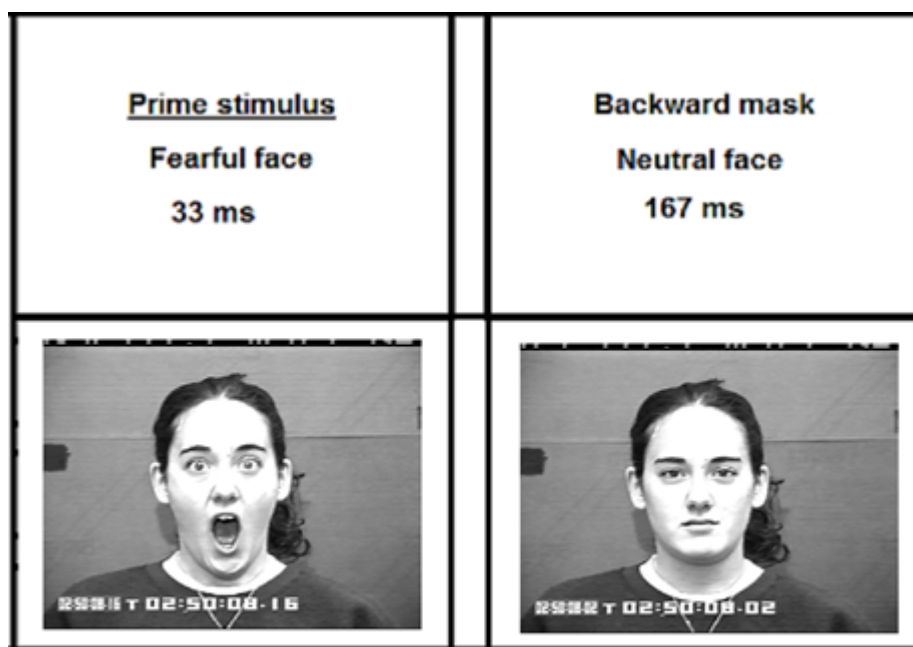 Prime stimulus
Fearful face
33 ms
Backward mask
Neutral face
167 ms
T 02:50:08-16
T 02:50:08-02